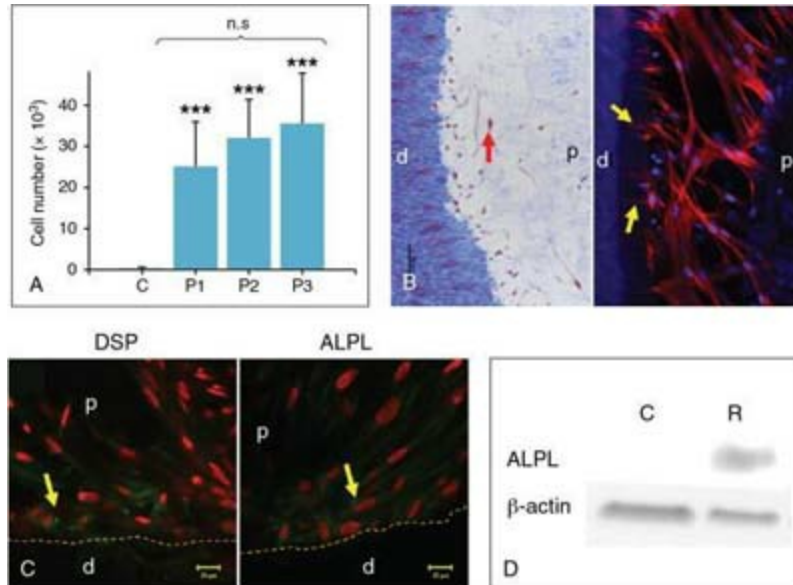 n.s
*** *** ***
Cell number (× 10³)
40
30
20
10
0
C P1 P2 P3
A
d p
B
d p
DSP ALPL
p
d
C
p
d
C R
ALPL
β-actin
D